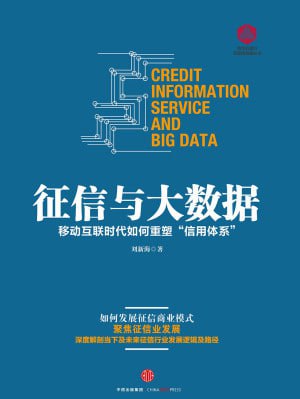 CREDIT
INFORMATION
SERVICE
AND
BIG DATA
征信与大数据
移动互联时代如何重塑“信用体系”
刘新海 著
如何发展征信商业模式
聚焦征信业发展
深度解剖当下及未来征信行业发展逻辑及路径
中信出版集团 CHINA CITIC PRESS